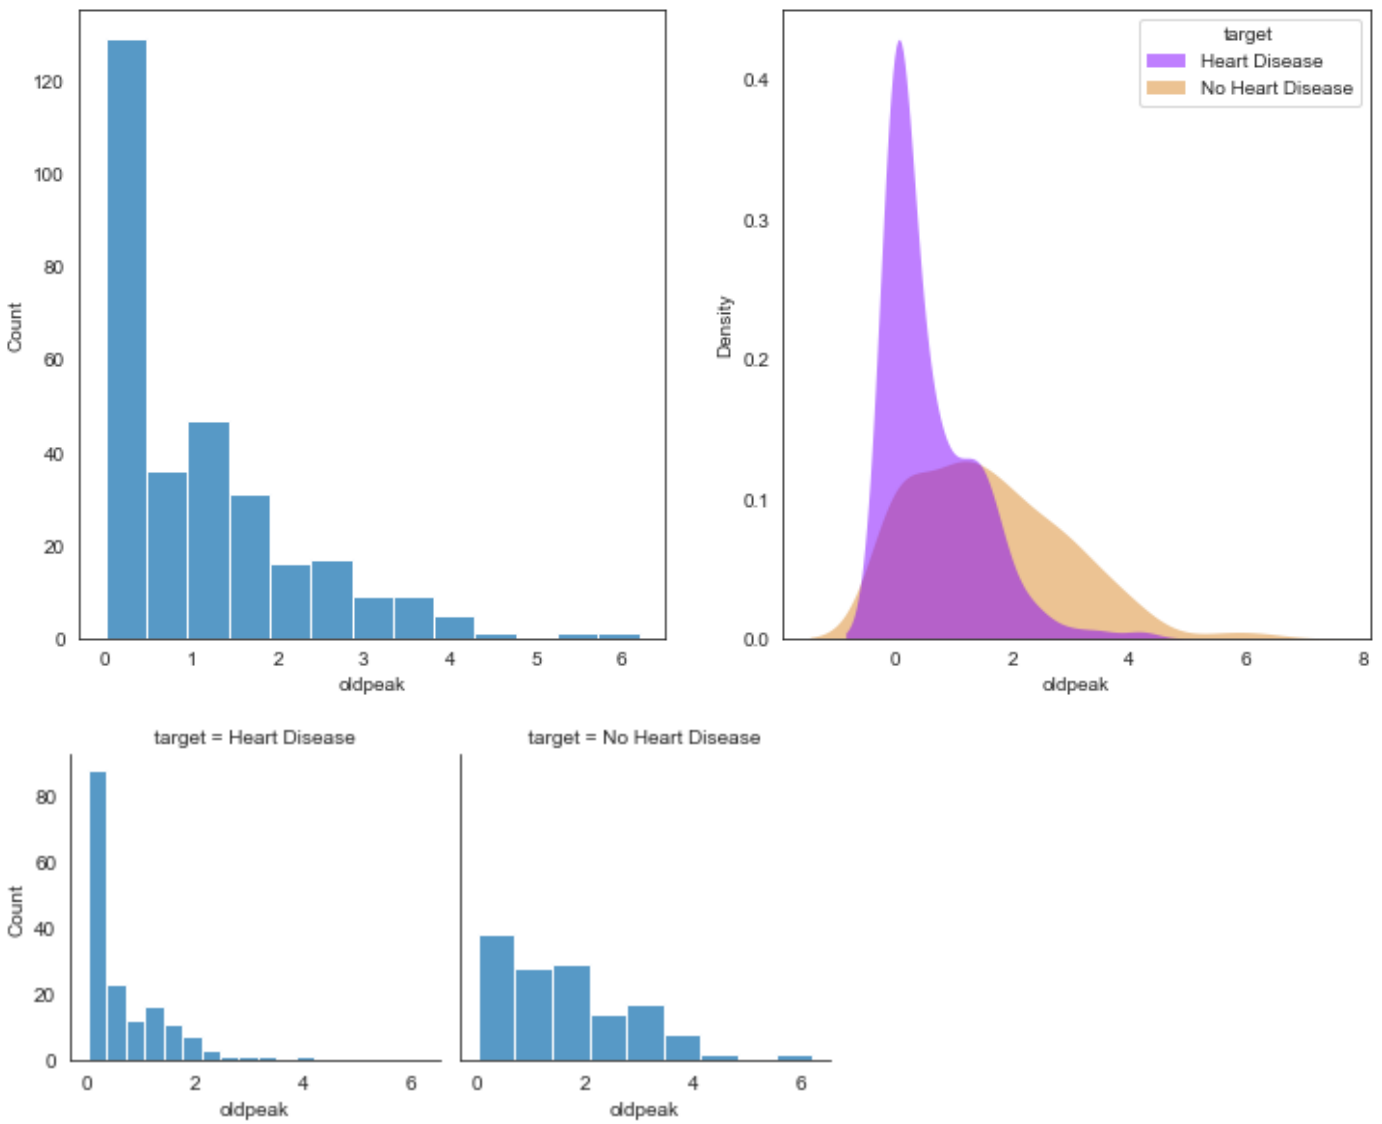 120
100
80
60
40
20
0
Count
0 1 2 3 4 5 6
oldpeak
target
Heart Disease
No Heart Disease
0.4
0.3
0.2
0.1
0.0
Density
0 2 4 6 8
oldpeak
target = Heart Disease
80
60
40
20
0
Count
0 2 4 6
oldpeak
target = No Heart Disease
0 2 4 6
oldpeak